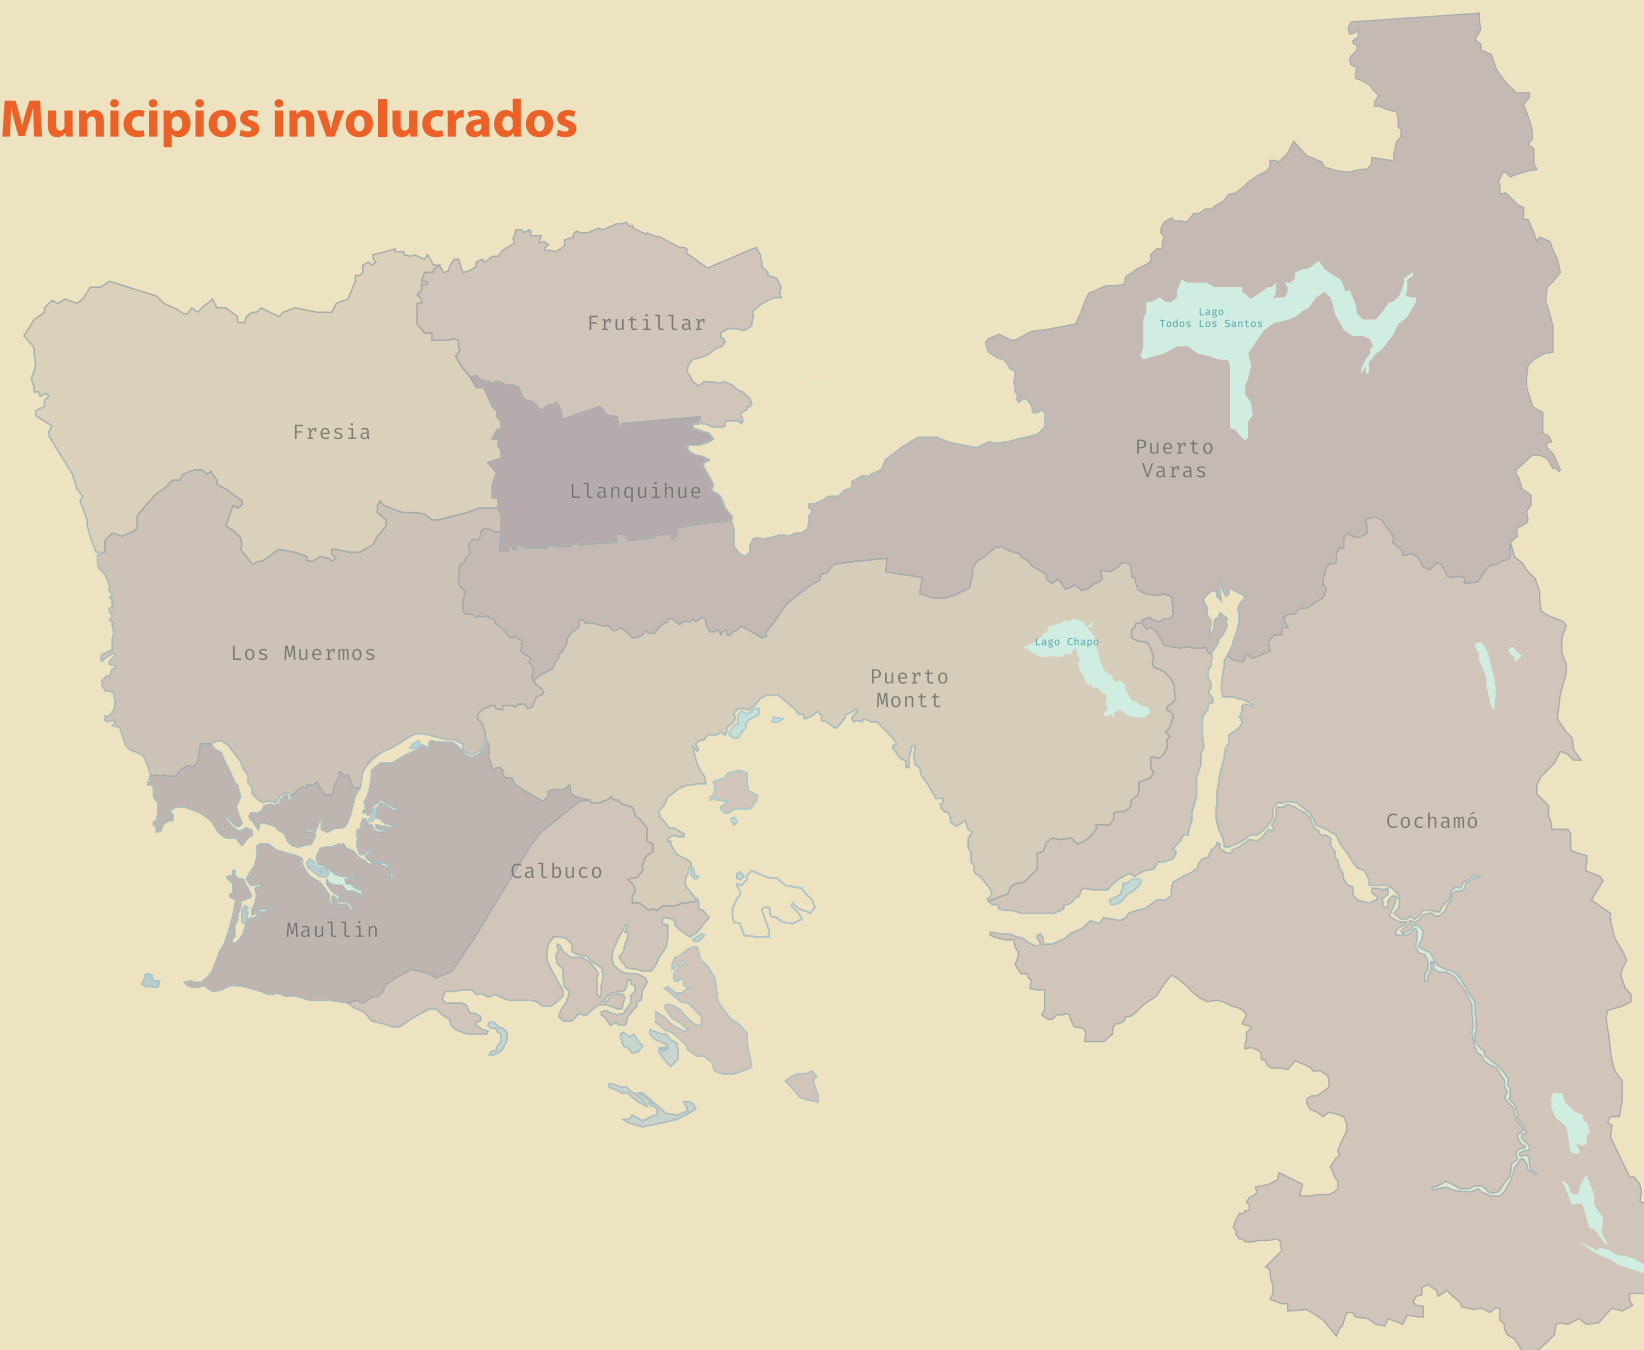 Municipios involucrados
Frutillar
Lago
Todos Los Santos
Fresia
Puerto
Varas
Llanquihue
Lago Chapo
Los Muermos
Puerto
Montt
Cochamó
Calbuco
Maullin